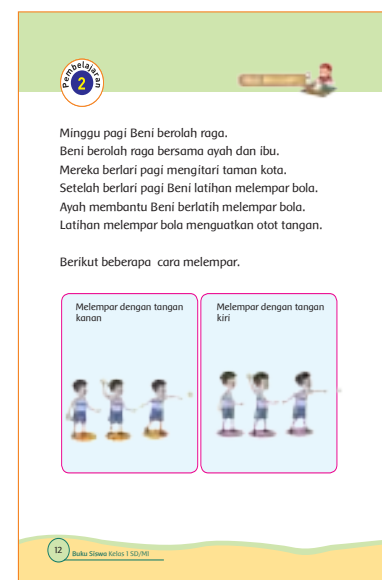 Pembelajaran
2
Minggu pagi Beni berolah raga.
Beni berolah raga bersama ayah dan ibu.
Mereka berlari pagi mengitari taman kota.
Setelah berlari pagi Beni latihan melempar bola.
Ayah membantu Beni berlatih melempar bola.
Latihan melempar bola menguatkan otot tangan.
Berikut beberapa cara melempar.
Melempar dengan tangan
kanan
Melempar dengan tangan
kiri
12
Buku Siswa Kelas 1 SD/MI